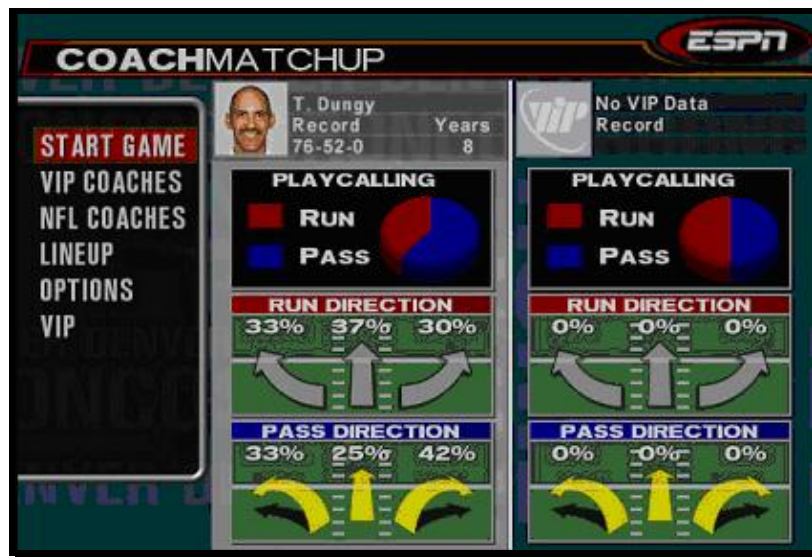 ESPN
COACHMATCHUP
START GAME
VIP COACHES
NFL COACHES
LINEUP
OPTIONS
VIP
T. Dungy
Record Years
76-52-0 8
PLAYCALLING
RUN
PASS
RUN DIRECTION
33% 37% 30%
PASS DIRECTION
33% 25% 42%
VIP
No VIP Data
Record
PLAYCALLING
RUN
PASS
RUN DIRECTION
0% 0% 0%
PASS DIRECTION
0% 0% 0%